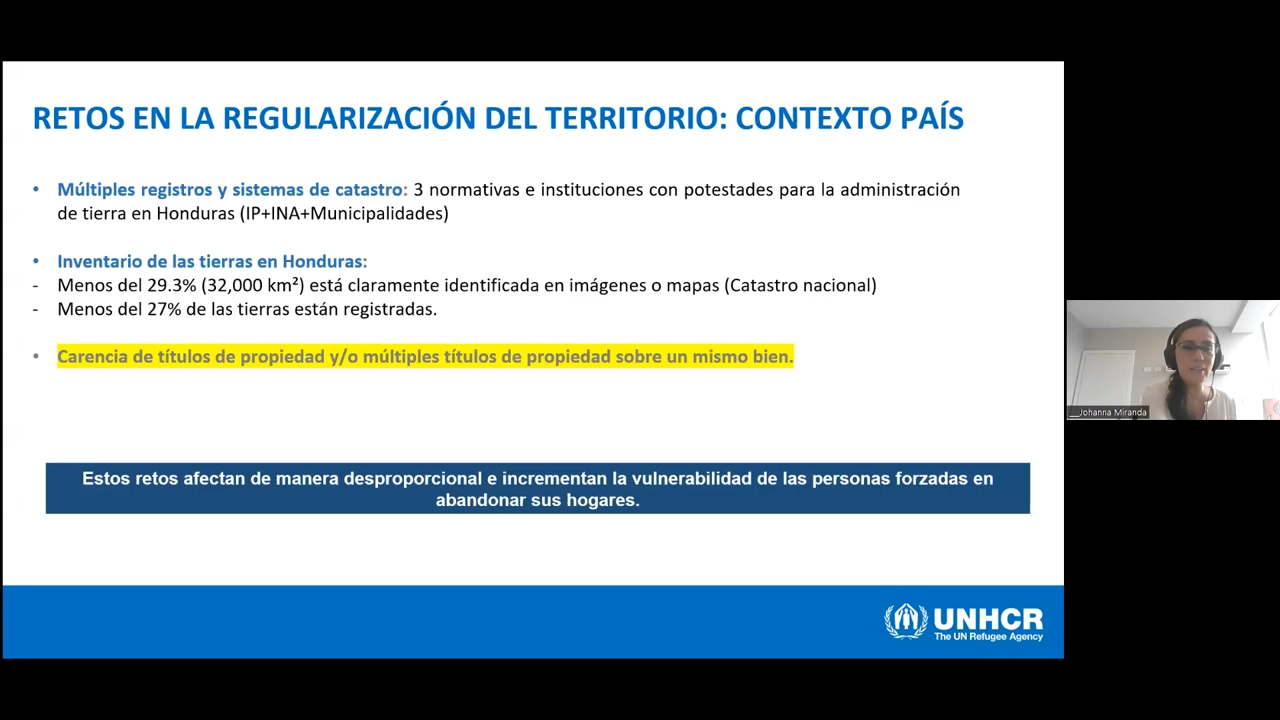 RETOS EN LA REGULARIZACIÓN DEL TERRITORIO: CONTEXTO PAÍS
• Múltiples registros y sistemas de catastro: 3 normativas e instituciones con potestades para la administración
de tierra en Honduras (IP+INA+Municipalidades)
• Inventario de las tierras en Honduras:
- Menos del 29.3% (32,000 km²) está claramente identificada en imágenes o mapas (Catastro nacional)
- Menos del 27% de las tierras están registradas.
• Carencia de títulos de propiedad y/o múltiples títulos de propiedad sobre un mismo bien.
Johanna Miranda
Estos retos afectan de manera desproporcional e incrementan la vulnerabilidad de las personas forzadas en
abandonar sus hogares.
UNHCR
The UN Refugee Agency